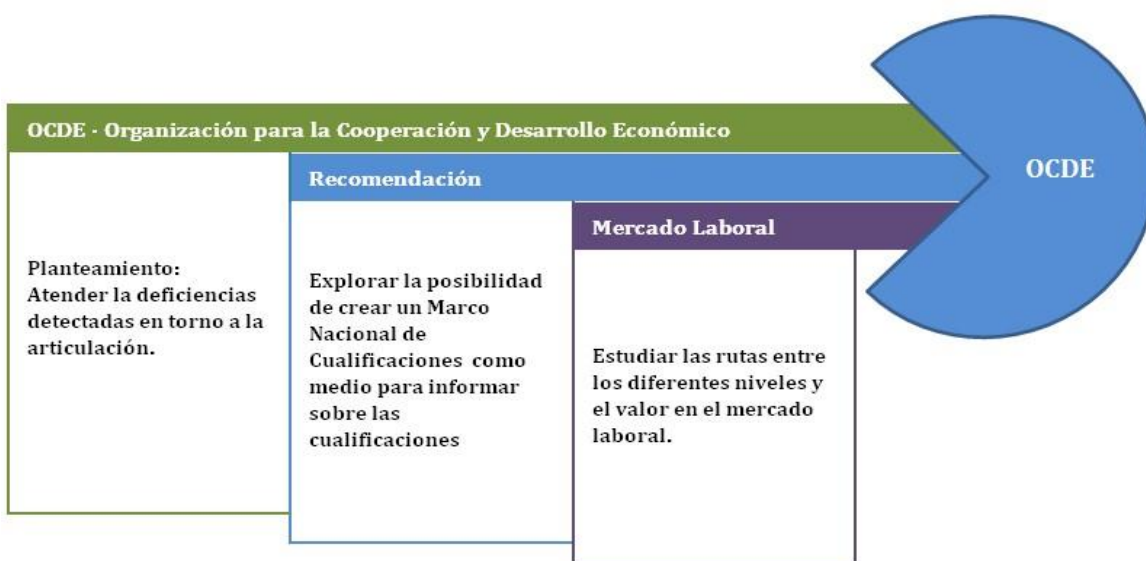 OCDE - Organización para la Cooperación y Desarrollo Económico
Planteamiento:
Atender la deficiencias
detectadas en torno a la
articulación.
Recomendación
Explorar la posibilidad
de crear un Marco
Nacional de
Cualificaciones como
medio para informar
sobre las
cualificaciones
Mercado Laboral
Estudiar las rutas entre
los diferentes niveles y
el valor en el mercado
laboral.
OCDE